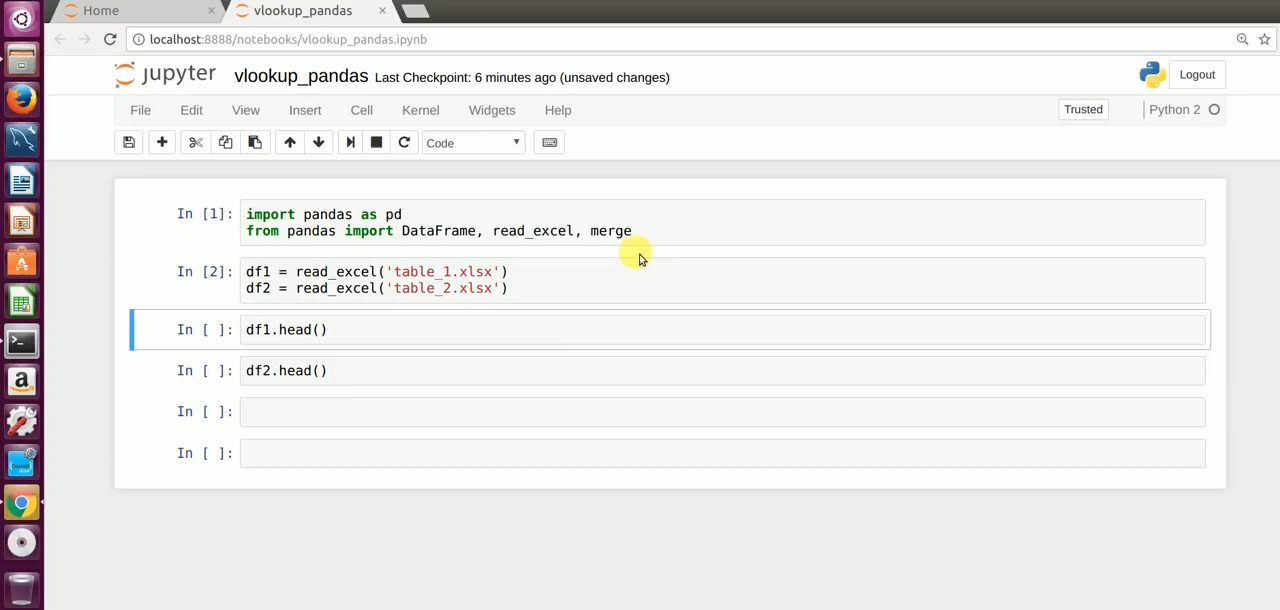 Home
vlookup_pandas
localhost:8888/notebooks/vlookup_pandas.ipynb
jupyter vlookup_pandas Last Checkpoint: 6 minutes ago (unsaved changes)
Logout
File Edit View Insert Cell Kernel Widgets Help
Trusted Python 2
Code
In [1]: import pandas as pd
from pandas import DataFrame, read_excel, merge
In [2]: df1 = read_excel('table_1.xlsx')
df2 = read_excel('table_2.xlsx')
In [ ]: df1.head()
In [ ]: df2.head()
In [ ]:
In [ ]: